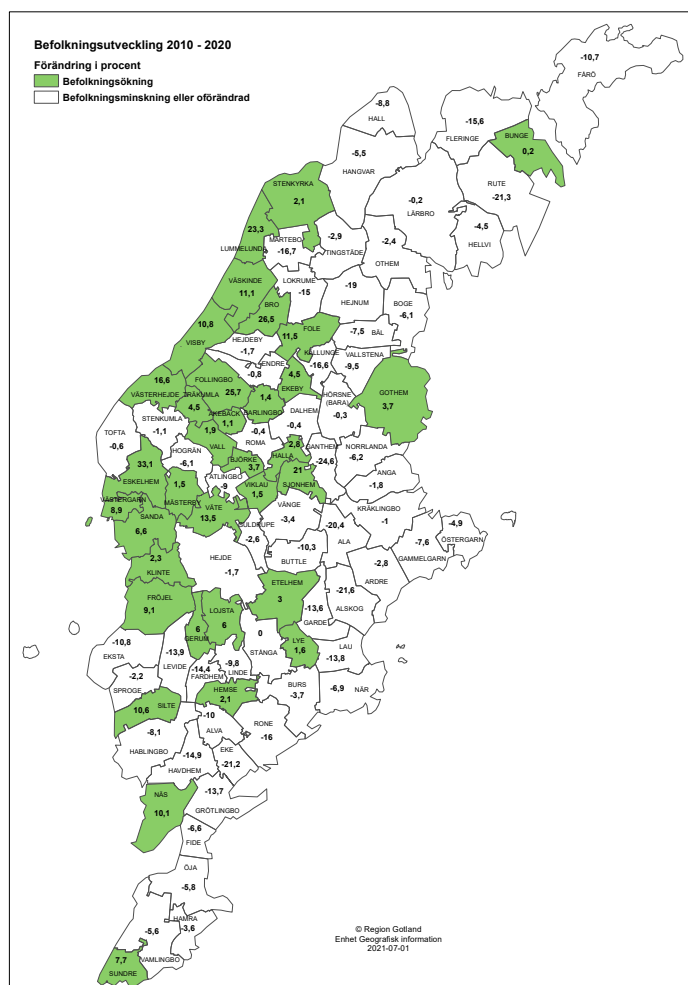 Befolkningsutveckling 2010 - 2020
Förändring i procent
Befolkningsökning
Befolkningsminskning eller oförändrad
-10,7
FÅRÖ
-8,8
HALL
-15,6
FLERINGE
BUNGE
0,2
-5,5
HANGVAR
STENKYRKA
2,1
RUTE
-21,3
-0,2
LÄRBRO
23,3
LUMMELUNDA
MARTEBO
-16,7
-2,9
TINGSTÄDE
-2,4
OTHEM
-4,5
HELLVI
VÄSKINDE
11,1
LOKRUME
-15
-19
HEJNUM
BRO
26,5
BOGE
-6,1
10,8
VISBY
HEJDEBY
-1,7
FOLE
11,5
-7,5
BÄL
KÄLLUNGE
-16,6
VALLSTENA
-9,5
-0,8
ENDRE
4,5
EKEBY
16,6
VÄSTERHEJDE
FOLLINGBO
25,7
TRÄKUMLA
4,5
1,4
BARLINGBO
AKEBÄCK
1,1
DALHEM
-0,4
HÖRSNE
(BARA)
-0,3
GOTHEM
3,7
TOFTA
-0,6
STENKUMLA
-1,1
1,9
VALL
-0,4
ROMA
HOGRÄN
-6,1
BJÖRKE
3,7
2,8
HALLA
GANTHEM
-24,6
NORRLANDA
-6,2
33,1
ESKELHEM
1,5
MÄSTERBY
ATLINGBO
-9
VIKLAU
1,5
21
SJONHEM
ANGA
-1,8
VÄSTERGARN
8,9
SANDA
6,6
VÄTE
13,5
GULDRUPE
-2,6
VÄNGE
-3,4
-20,4
ALA
KRÄKLINGBO
-1
-4,9
ÖSTERGARN
-7,6
GAMMELGARN
2,3
KLINTE
HEJDE
-1,7
-10,3
BUTTLE
-2,8
ARDRE
FRÖJEL
9,1
ETELHEM
3
-21,6
ALSKOG
-13,6
GARDE
LOJSTA
6
6
GERUM
0
STÅNGA
LYE
1,6
LAU
-13,8
-10,8
EKSTA
-13,9
LEVIDE
-14,4
FARDHEM
-9,8
LINDE
-2,2
SPROGE
HEMSE
2,1
BURS
-3,7
-6,9
NÄR
10,6
SILTE
-10
ALVA
RONE
-16
-8,1
HABLINGBO
-14,9
HAVDHEM
EKE
-21,2
NÄS
10,1
-13,7
GRÖTLINGBO
-6,6
FIDE
ÖJA
-5,8
HAMRA
-3,6
-5,6
VAMLINGBO
7,7
SUNDRE
© Region Gotland
Enhet Geografisk information
2021-07-01